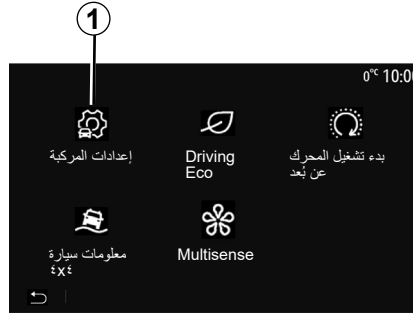 1
0°C 10:00
إعدادات المركبة
Driving
Eco
بدء تشغيل المحرك
عن بُعد
معلومات سيارة
٤x٤
Multisense